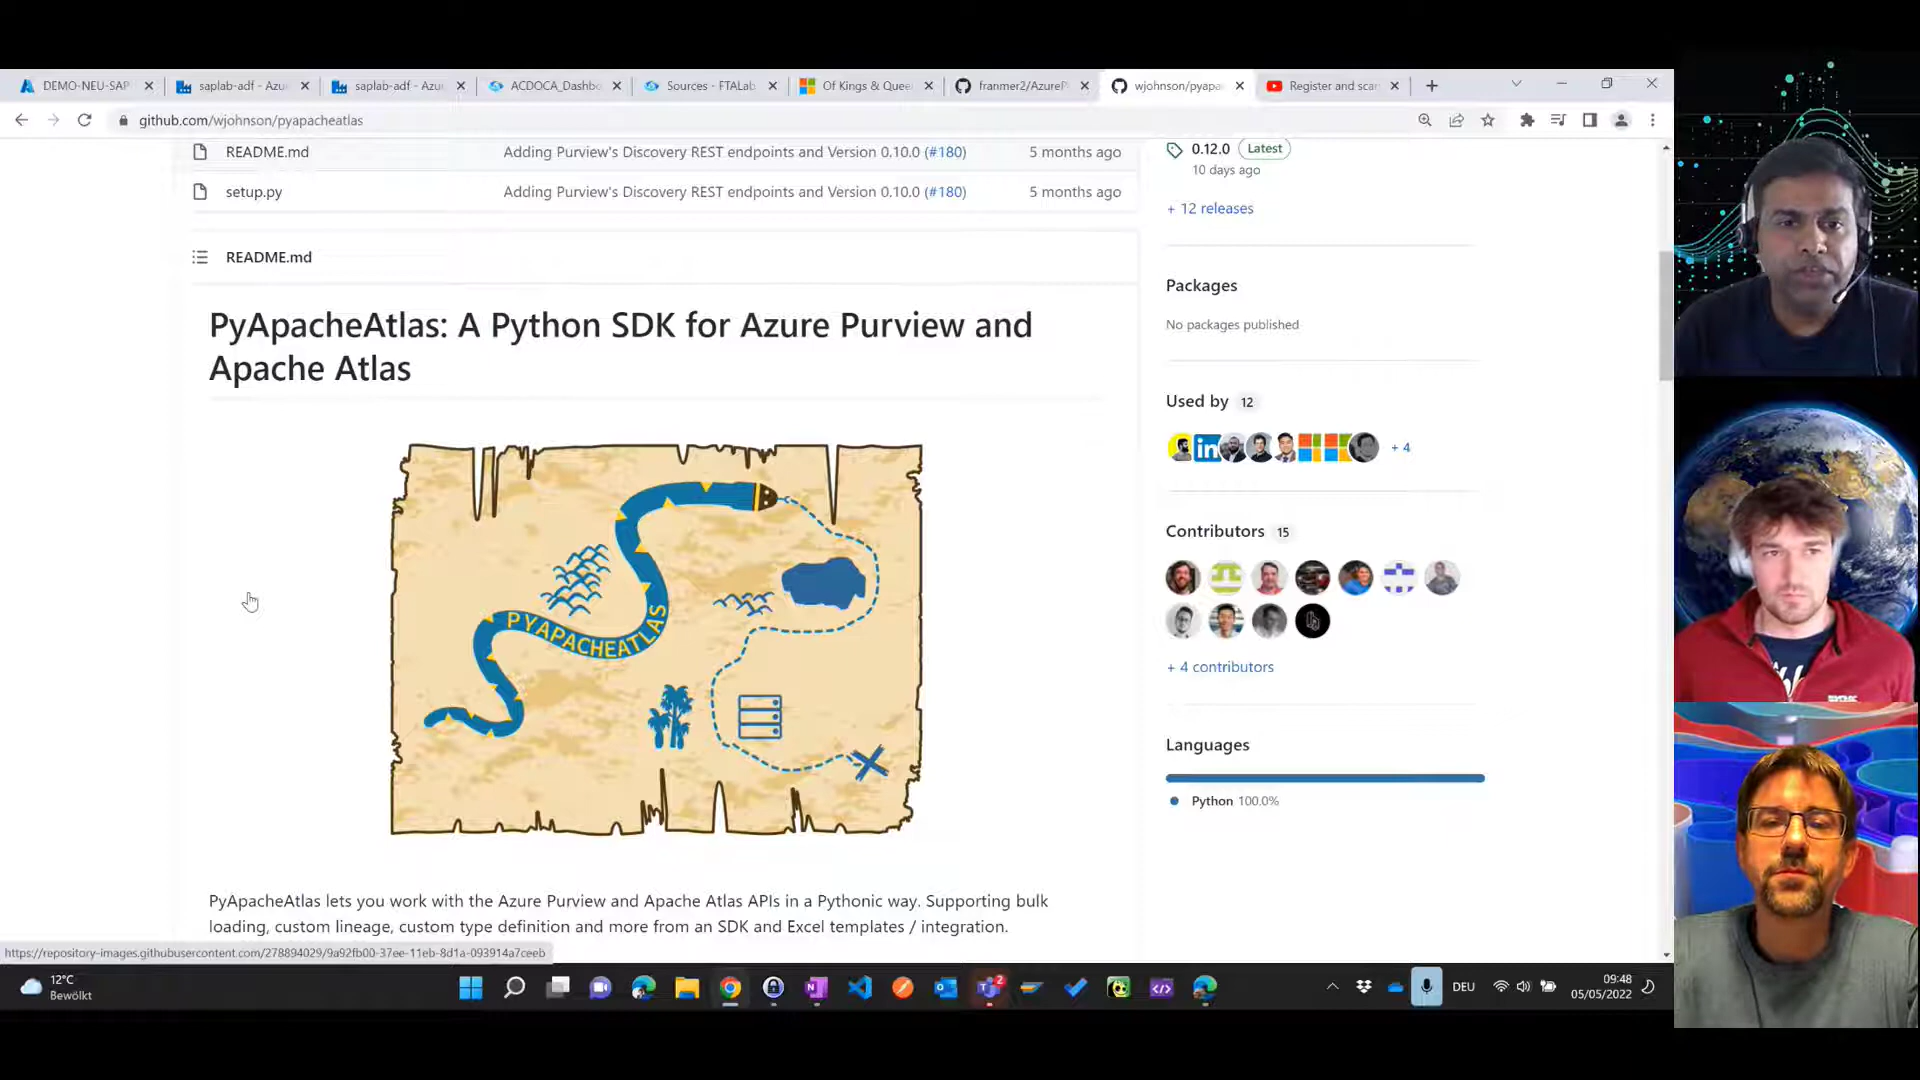 DEMO-NEU-SAP
saplab-adf - Azu
saplab-adf - Azu
ACDOCA_Dashbo
Sources - FTALab
Of Kings & Quee
franmer2/AzureP
wjohnson/pyapa
Register and scan
github.com/wjohnson/pyapacheatlas
README.md
Adding Purview's Discovery REST endpoints and Version 0.10.0 (#180)
5 months ago
setup.py
Adding Purview's Discovery REST endpoints and Version 0.10.0 (#180)
5 months ago
README.md
PyApacheAtlas: A Python SDK for Azure Purview and
Apache Atlas
PYAPACHEATLAS
PyApacheAtlas lets you work with the Azure Purview and Apache Atlas APIs in a Pythonic way. Supporting bulk
loading, custom lineage, custom type definition and more from an SDK and Excel templates / integration.
0.12.0 Latest
10 days ago
+ 12 releases
Packages
No packages published
Used by 12
in
+ 4
Contributors 15
+ 4 contributors
Languages
Python 100.0%
https://repository-images.githubusercontent.com/278894029/9a92fb00-37ee-11eb-8d1a-093914a7ceeb
12°C
Bewölkt
2
DEU
09:48
05/05/2022